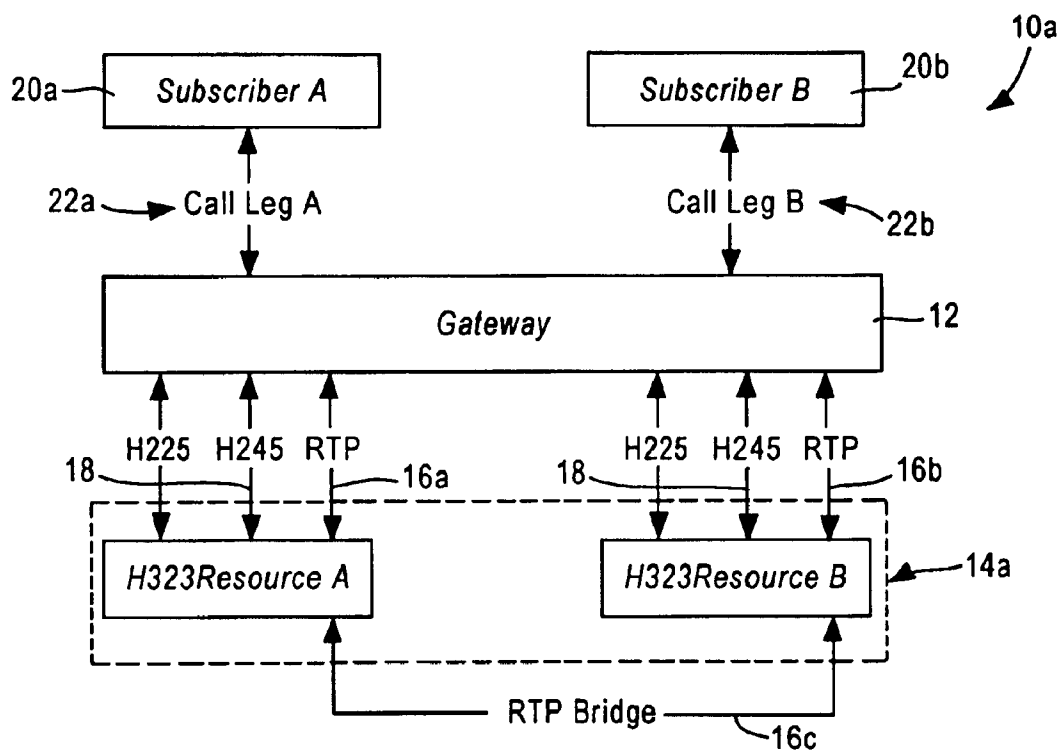 10a
20a
Subscriber A
Subscriber B
20b
22a
Call Leg A
Call Leg B
22b
Gateway
12
H225
H245
RTP
H225
H245
RTP
18
16a
18
16b
H323Resource A
H323Resource B
14a
RTP Bridge
16c